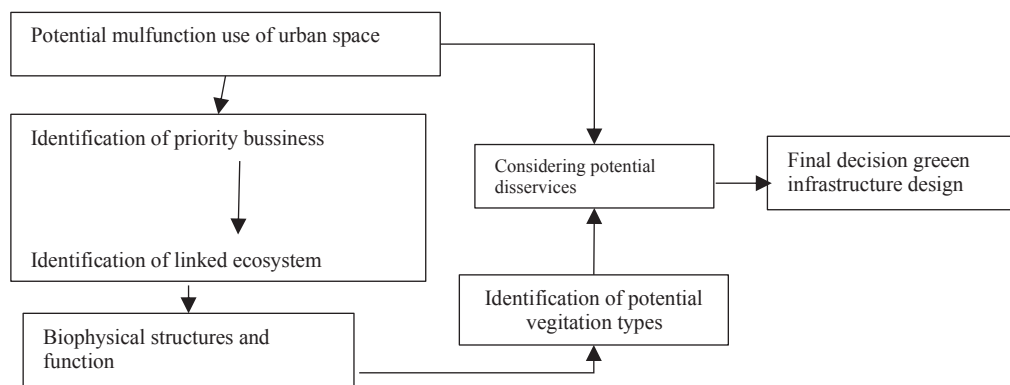 Potential mulfunction use of urban space
Identification of priority bussiness
Identification of linked ecosystem
Biophysical structures and
function
Identification of potential
vegitation types
Considering potential
disservices
Final decision greeen
infrastructure design